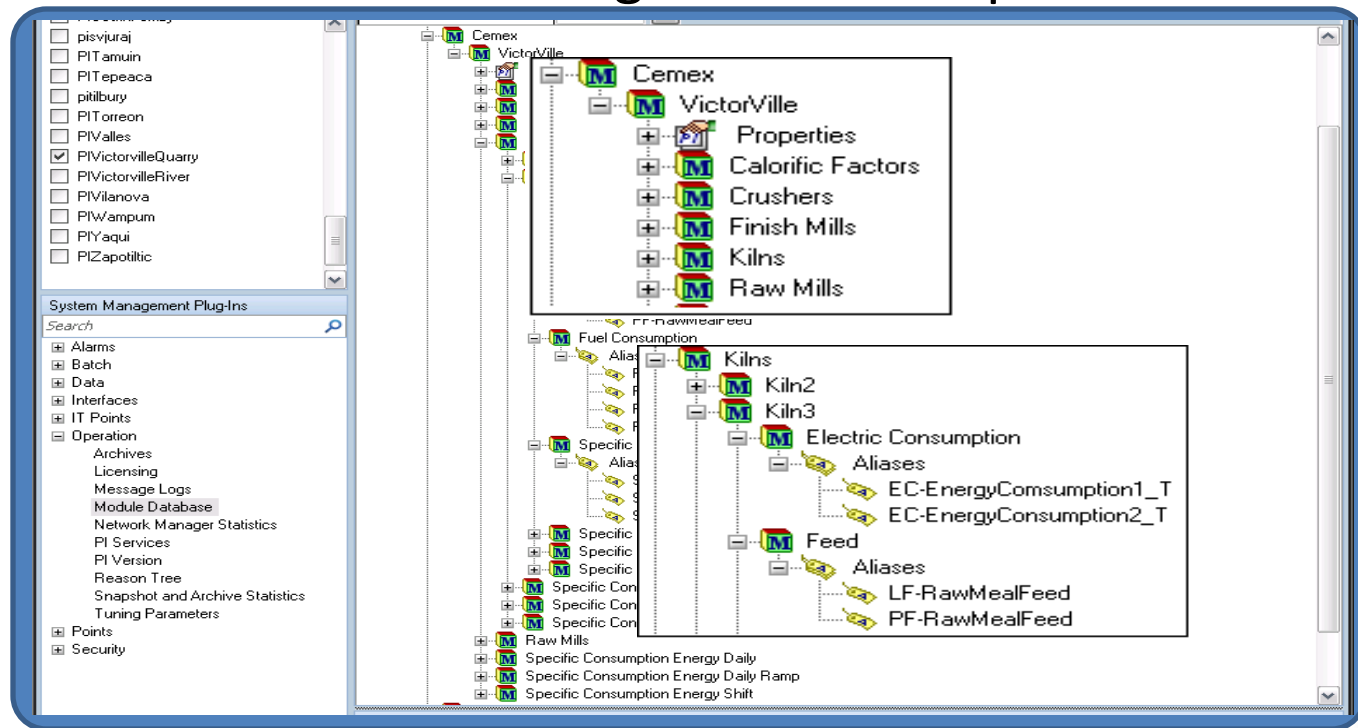 pisvjuraj
PITamuin
PITepeaca
pitilbury
PITorreon
PIValles
PIVictorvilleQuarry
PIVictorvilleRiver
PIVilanova
PIWampum
PIYaqui
PIZapotiltic
System Management Plug-Ins
Search
Alarms
Batch
Data
Interfaces
IT Points
Operation
Archives
Licensing
Message Logs
Module Database
Network Manager Statistics
PI Services
PI Version
Reason Tree
Snapshot and Archive Statistics
Tuning Parameters
Points
Security
Cemex
VictorVille
Cemex
VictorVille
Properties
Calorific Factors
Crushers
Finish Mills
Kilns
Raw Mills
PF-RawMealFeed
Fuel Consumption
Specific
Specific
Specific
Specific
Specific Con
Specific Con
Specific Con
Raw Mills
Specific Consumption Energy Daily
Specific Consumption Energy Daily Ramp
Specific Consumption Energy Shift
Kilns
Kiln2
Kiln3
Electric Consumption
Aliases
EC-EnergyComsumption1_T
EC-EnergyConsumption2_T
Feed
Aliases
LF-RawMealFeed
PF-RawMealFeed